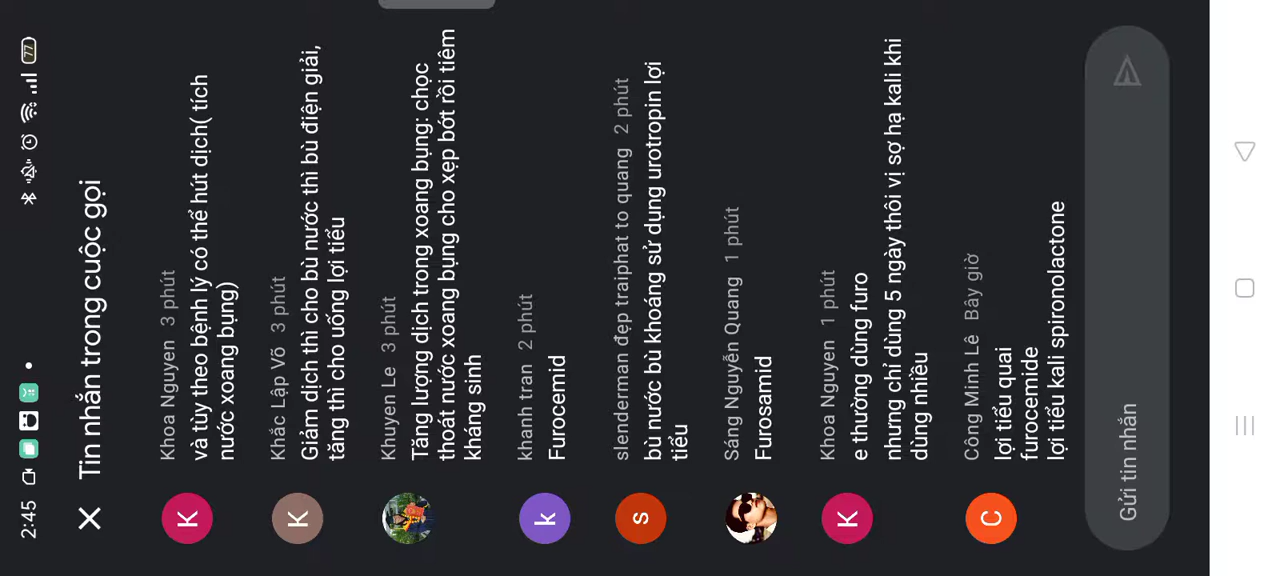 2:45
77
Tin nhắn trong cuộc gọi
Khoa Nguyen 3 phút
và tùy theo bệnh lý có thể hút dịch( tích
nước xoang bụng)
Khắc Lập Võ 3 phút
Giảm dịch thì cho bù nước thì bù điện giải,
tăng thì cho uống lợi tiểu
Khuyen Le 3 phút
Tăng lượng dịch trong xoang bụng: chọc
thoát nước xoang bụng cho xẹp bớt rồi tiêm
kháng sinh
khanh tran 2 phút
Furocemid
slenderman đẹp traiphat to quang 2 phút
bù nước bù khoáng sử dụng urotropin lợi
tiểu
Sáng Nguyễn Quang 1 phút
Furosamid
Khoa Nguyen 1 phút
e thường dùng furo
nhưng chỉ dùng 5 ngày thôi vì sợ hạ kali khi
dùng nhiều
Công Minh Lê Bây giờ
lợi tiểu quai
furocemide
lợi tiểu kali spironolactone
Gửi tin nhắn
K
K
k
s
K
C